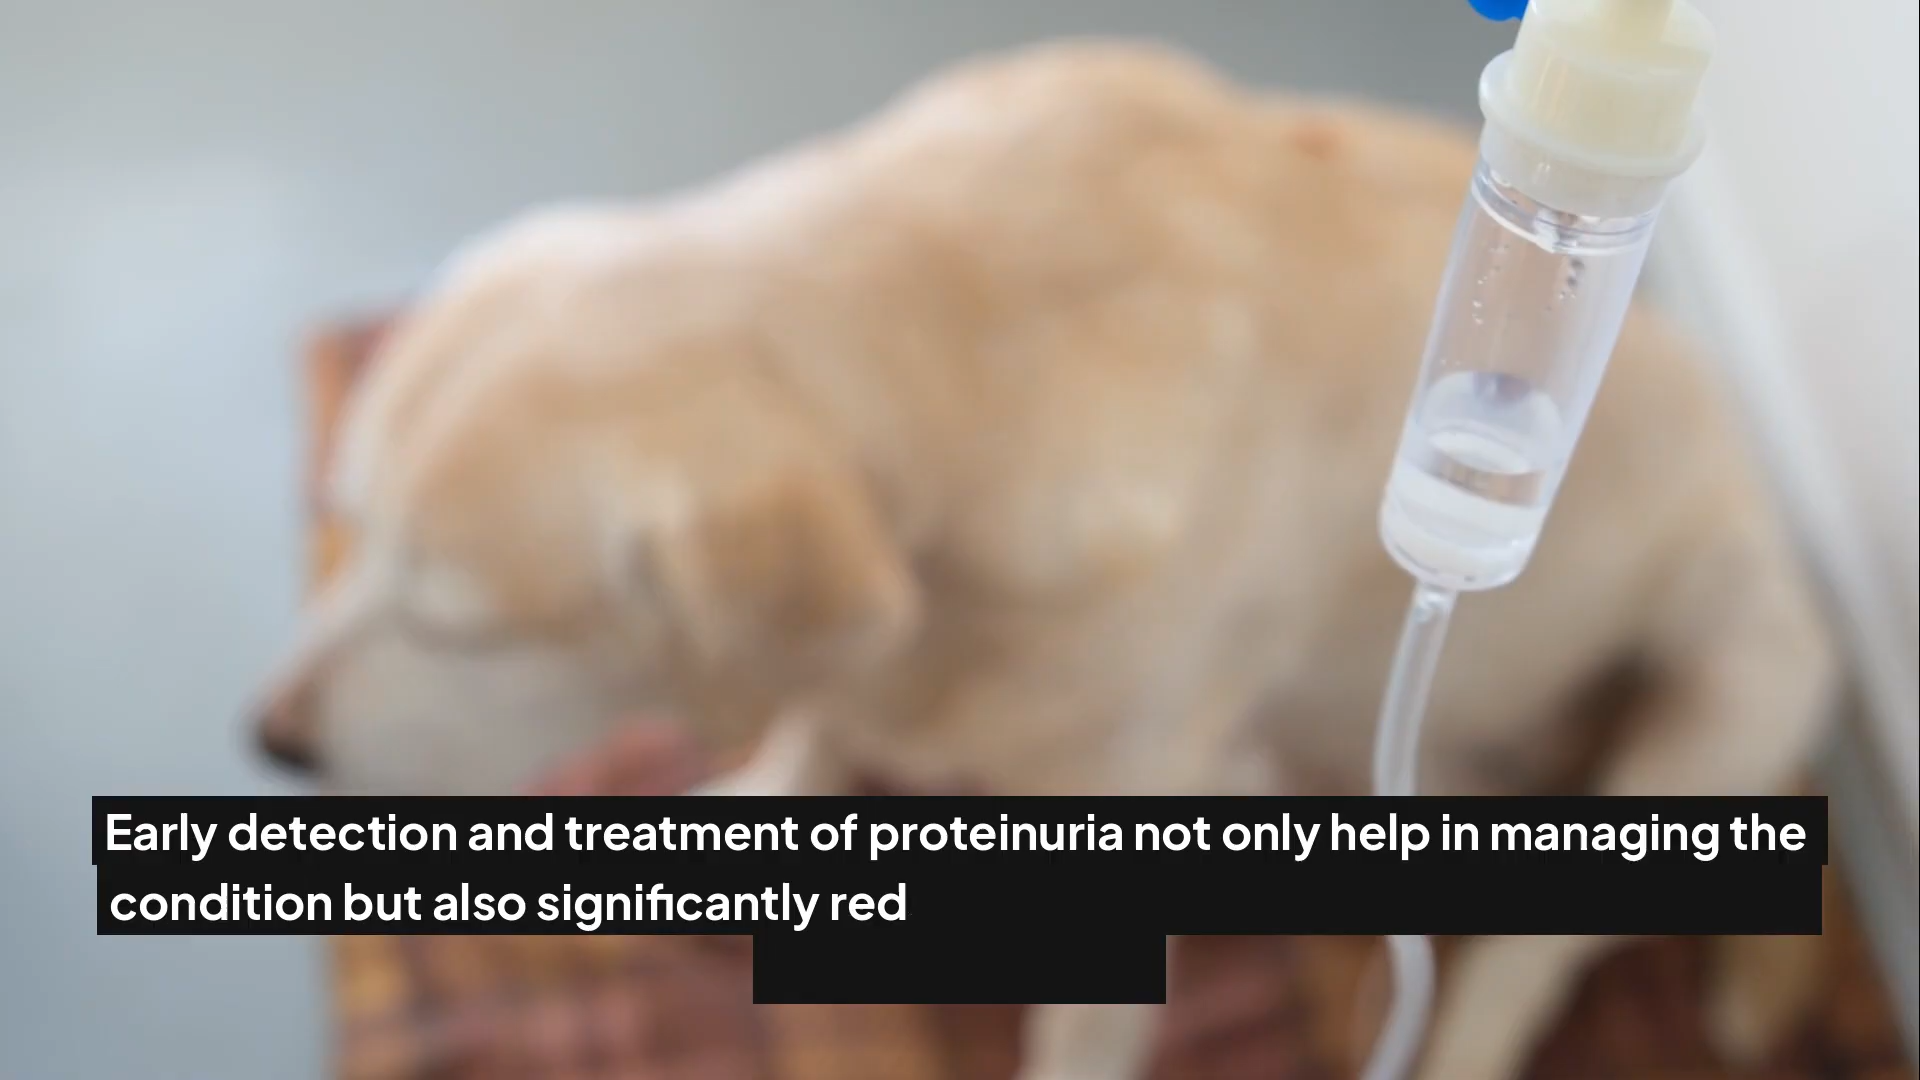 Early detection and treatment of proteinuria not only help in managing the
condition but also significantly red